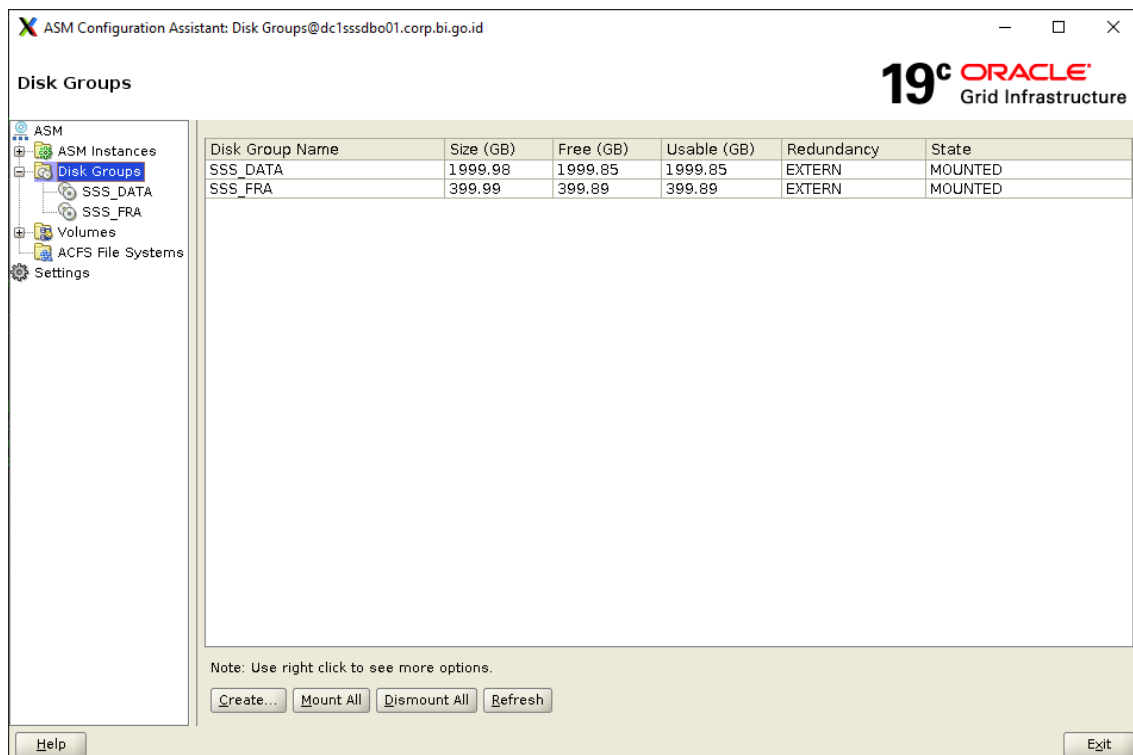 ASM Configuration Assistant: Disk Groups@dc1sssdbo01.corp.bi.go.id
Disk Groups
19c ORACLE
Grid Infrastructure
ASM
ASM Instances
Disk Groups
SSS_DATA
SSS_FRA
Volumes
ACFS File Systems
Settings
Disk Group Name Size (GB) Free (GB) Usable (GB) Redundancy State
SSS_DATA 1999.98 1999.85 1999.85 EXTERN MOUNTED
SSS_FRA 399.99 399.89 399.89 EXTERN MOUNTED
Note: Use right click to see more options.
Create... Mount All Dismount All Refresh
Help Exit